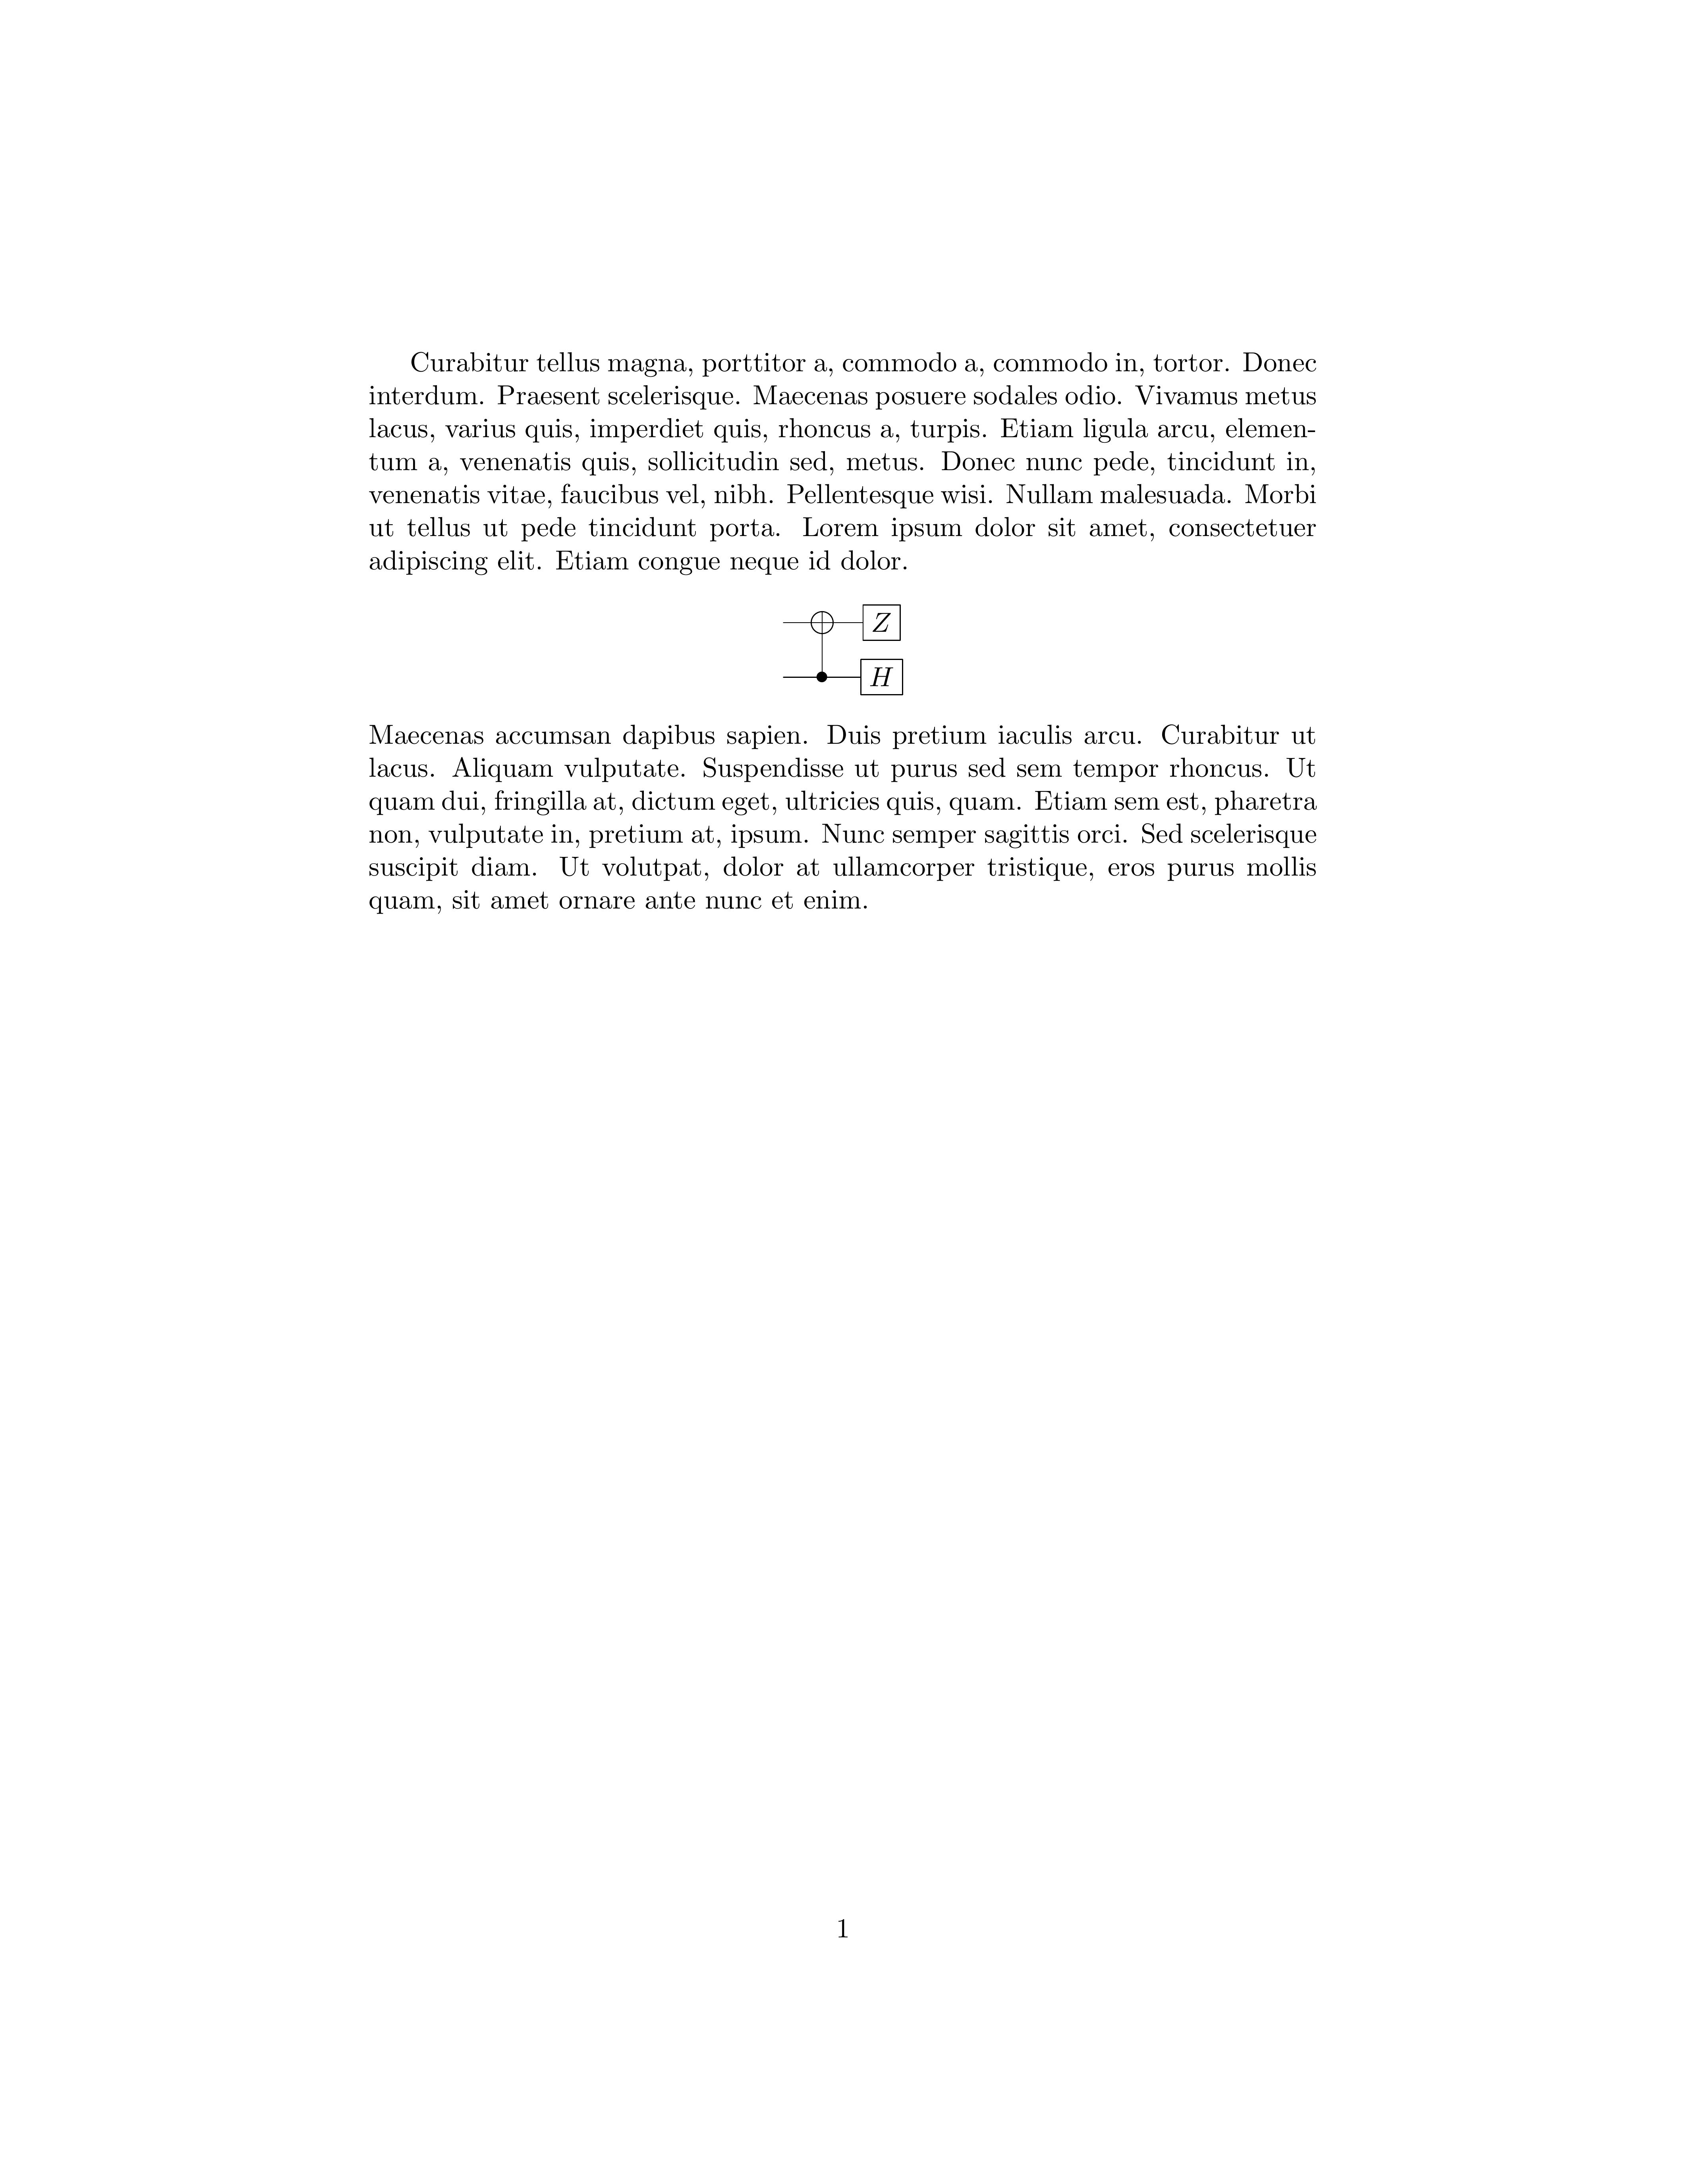 Curabitur tellus magna, porttitor a, commodo a, commodo in, tortor. Donec
interdum. Praesent scelerisque. Maecenas posuere sodales odio. Vivamus metus
lacus, varius quis, imperdiet quis, rhoncus a, turpis. Etiam ligula arcu, elemen-
tum a, venenatis quis, sollicitudin sed, metus. Donec nunc pede, tincidunt in,
venenatis vitae, faucibus vel, nibh. Pellentesque wisi. Nullam malesuada. Morbi
ut tellus ut pede tincidunt porta. Lorem ipsum dolor sit amet, consectetuer
adipiscing elit. Etiam congue neque id dolor.
Z
H
Maecenas accumsan dapibus sapien. Duis pretium iaculis arcu. Curabitur ut
lacus. Aliquam vulputate. Suspendisse ut purus sed sem tempor rhoncus. Ut
quam dui, fringilla at, dictum eget, ultricies quis, quam. Etiam sem est, pharetra
non, vulputate in, pretium at, ipsum. Nunc semper sagittis orci. Sed scelerisque
suscipit diam. Ut volutpat, dolor at ullamcorper tristique, eros purus mollis
quam, sit amet ornare ante nunc et enim.
1